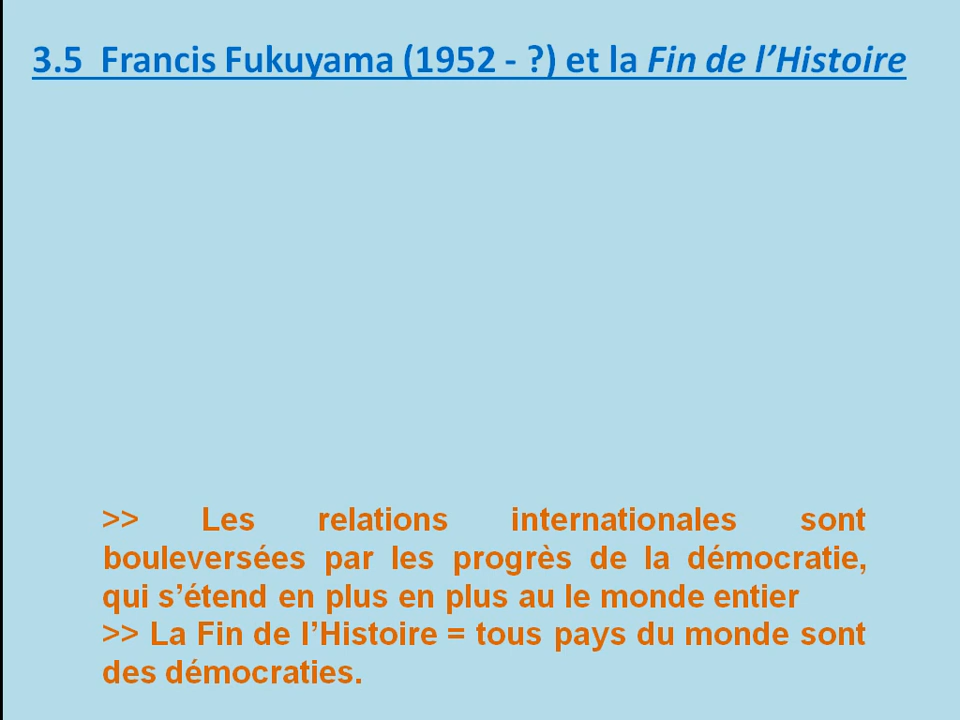 3.5 Francis Fukuyama (1952 - ?) et la Fin de l’Histoire
>> Les relations internationales sont
bouleversées par les progrès de la démocratie,
qui s’étend en plus en plus au le monde entier
>> La Fin de l’Histoire = tous pays du monde sont
des démocraties.